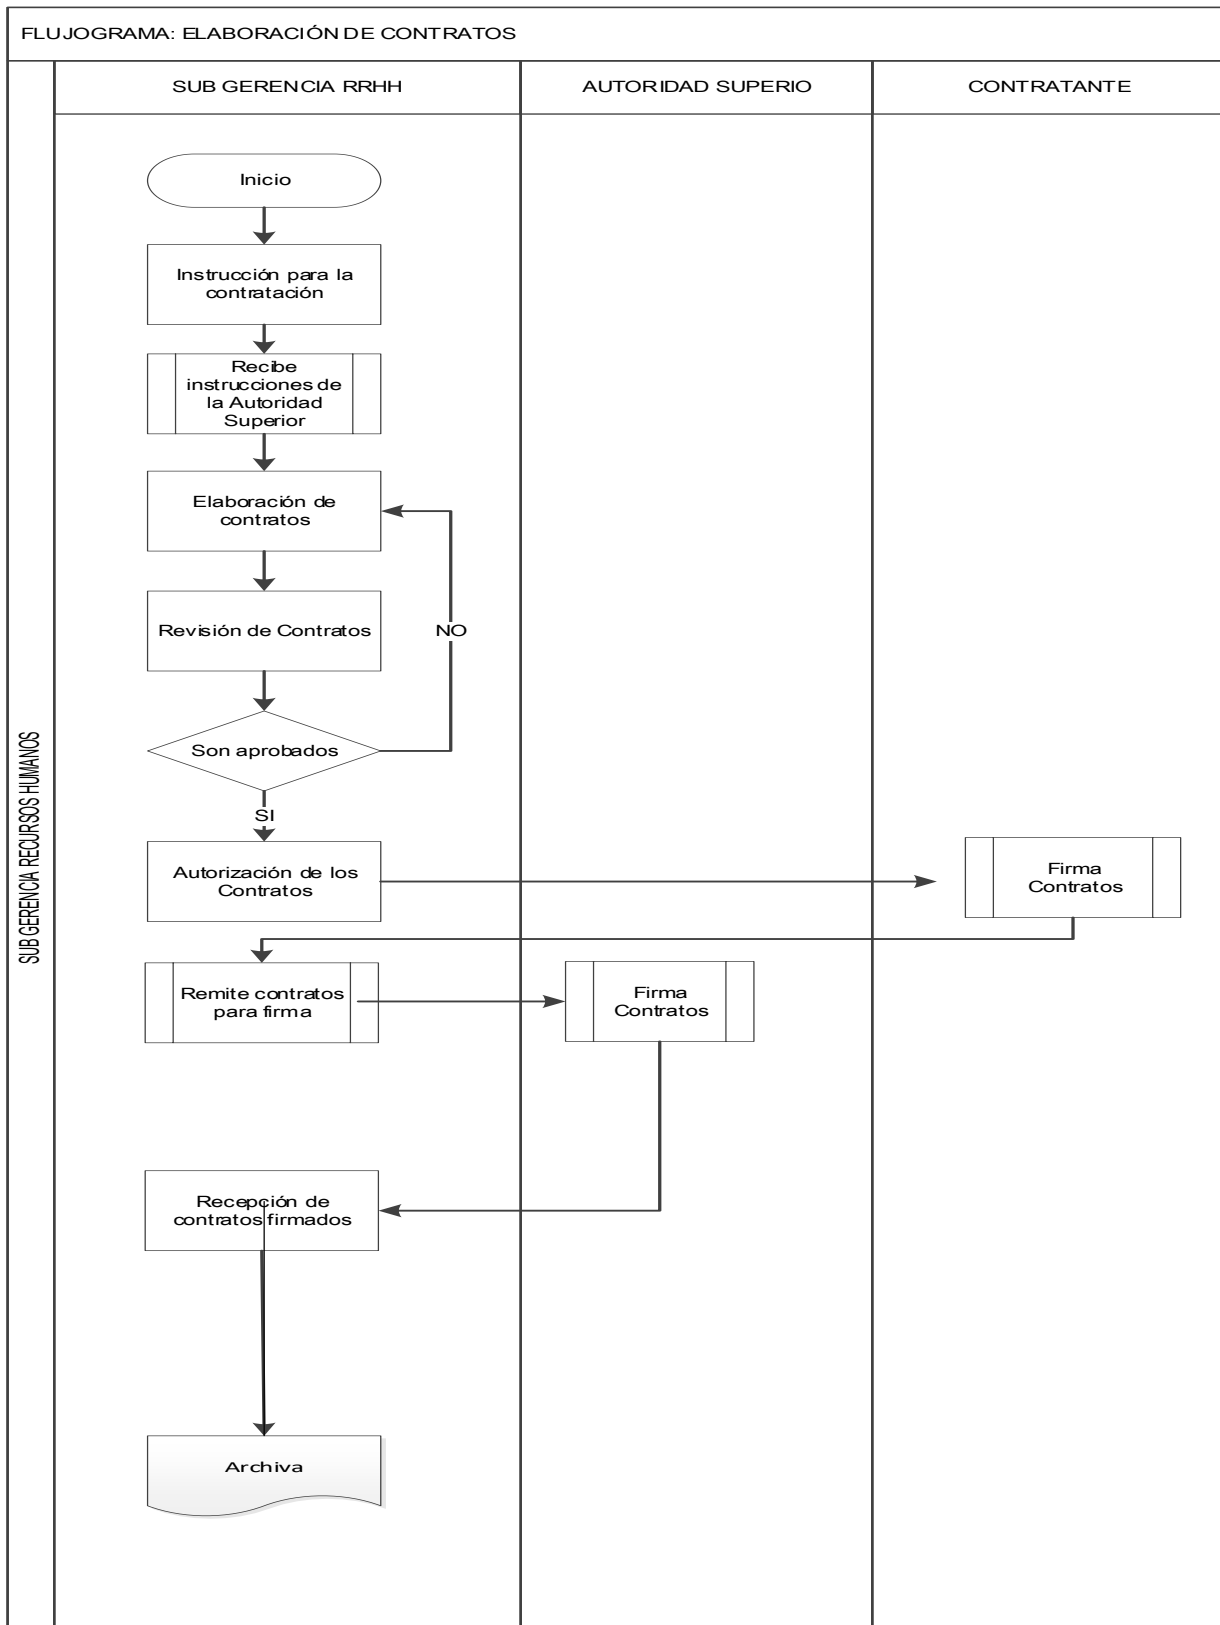 FLUJOGRAMA: ELABORACIÓN DE CONTRATOS
SUB GERENCIA RRHH
AUTORIDAD SUPERIO
CONTRATANTE
SUB GERENCIA RECURSOS HUMANOS
Inicio
Instrucción para la
contratación
Recibe
instrucciones de
la Autoridad
Superior
Elaboración de
contratos
Revisión de Contratos
NO
Son aprobados
SI
Autorización de los
Contratos
Firma
Contratos
Remite contratos
para firma
Firma
Contratos
Recepción de
contratos firmados
Archiva